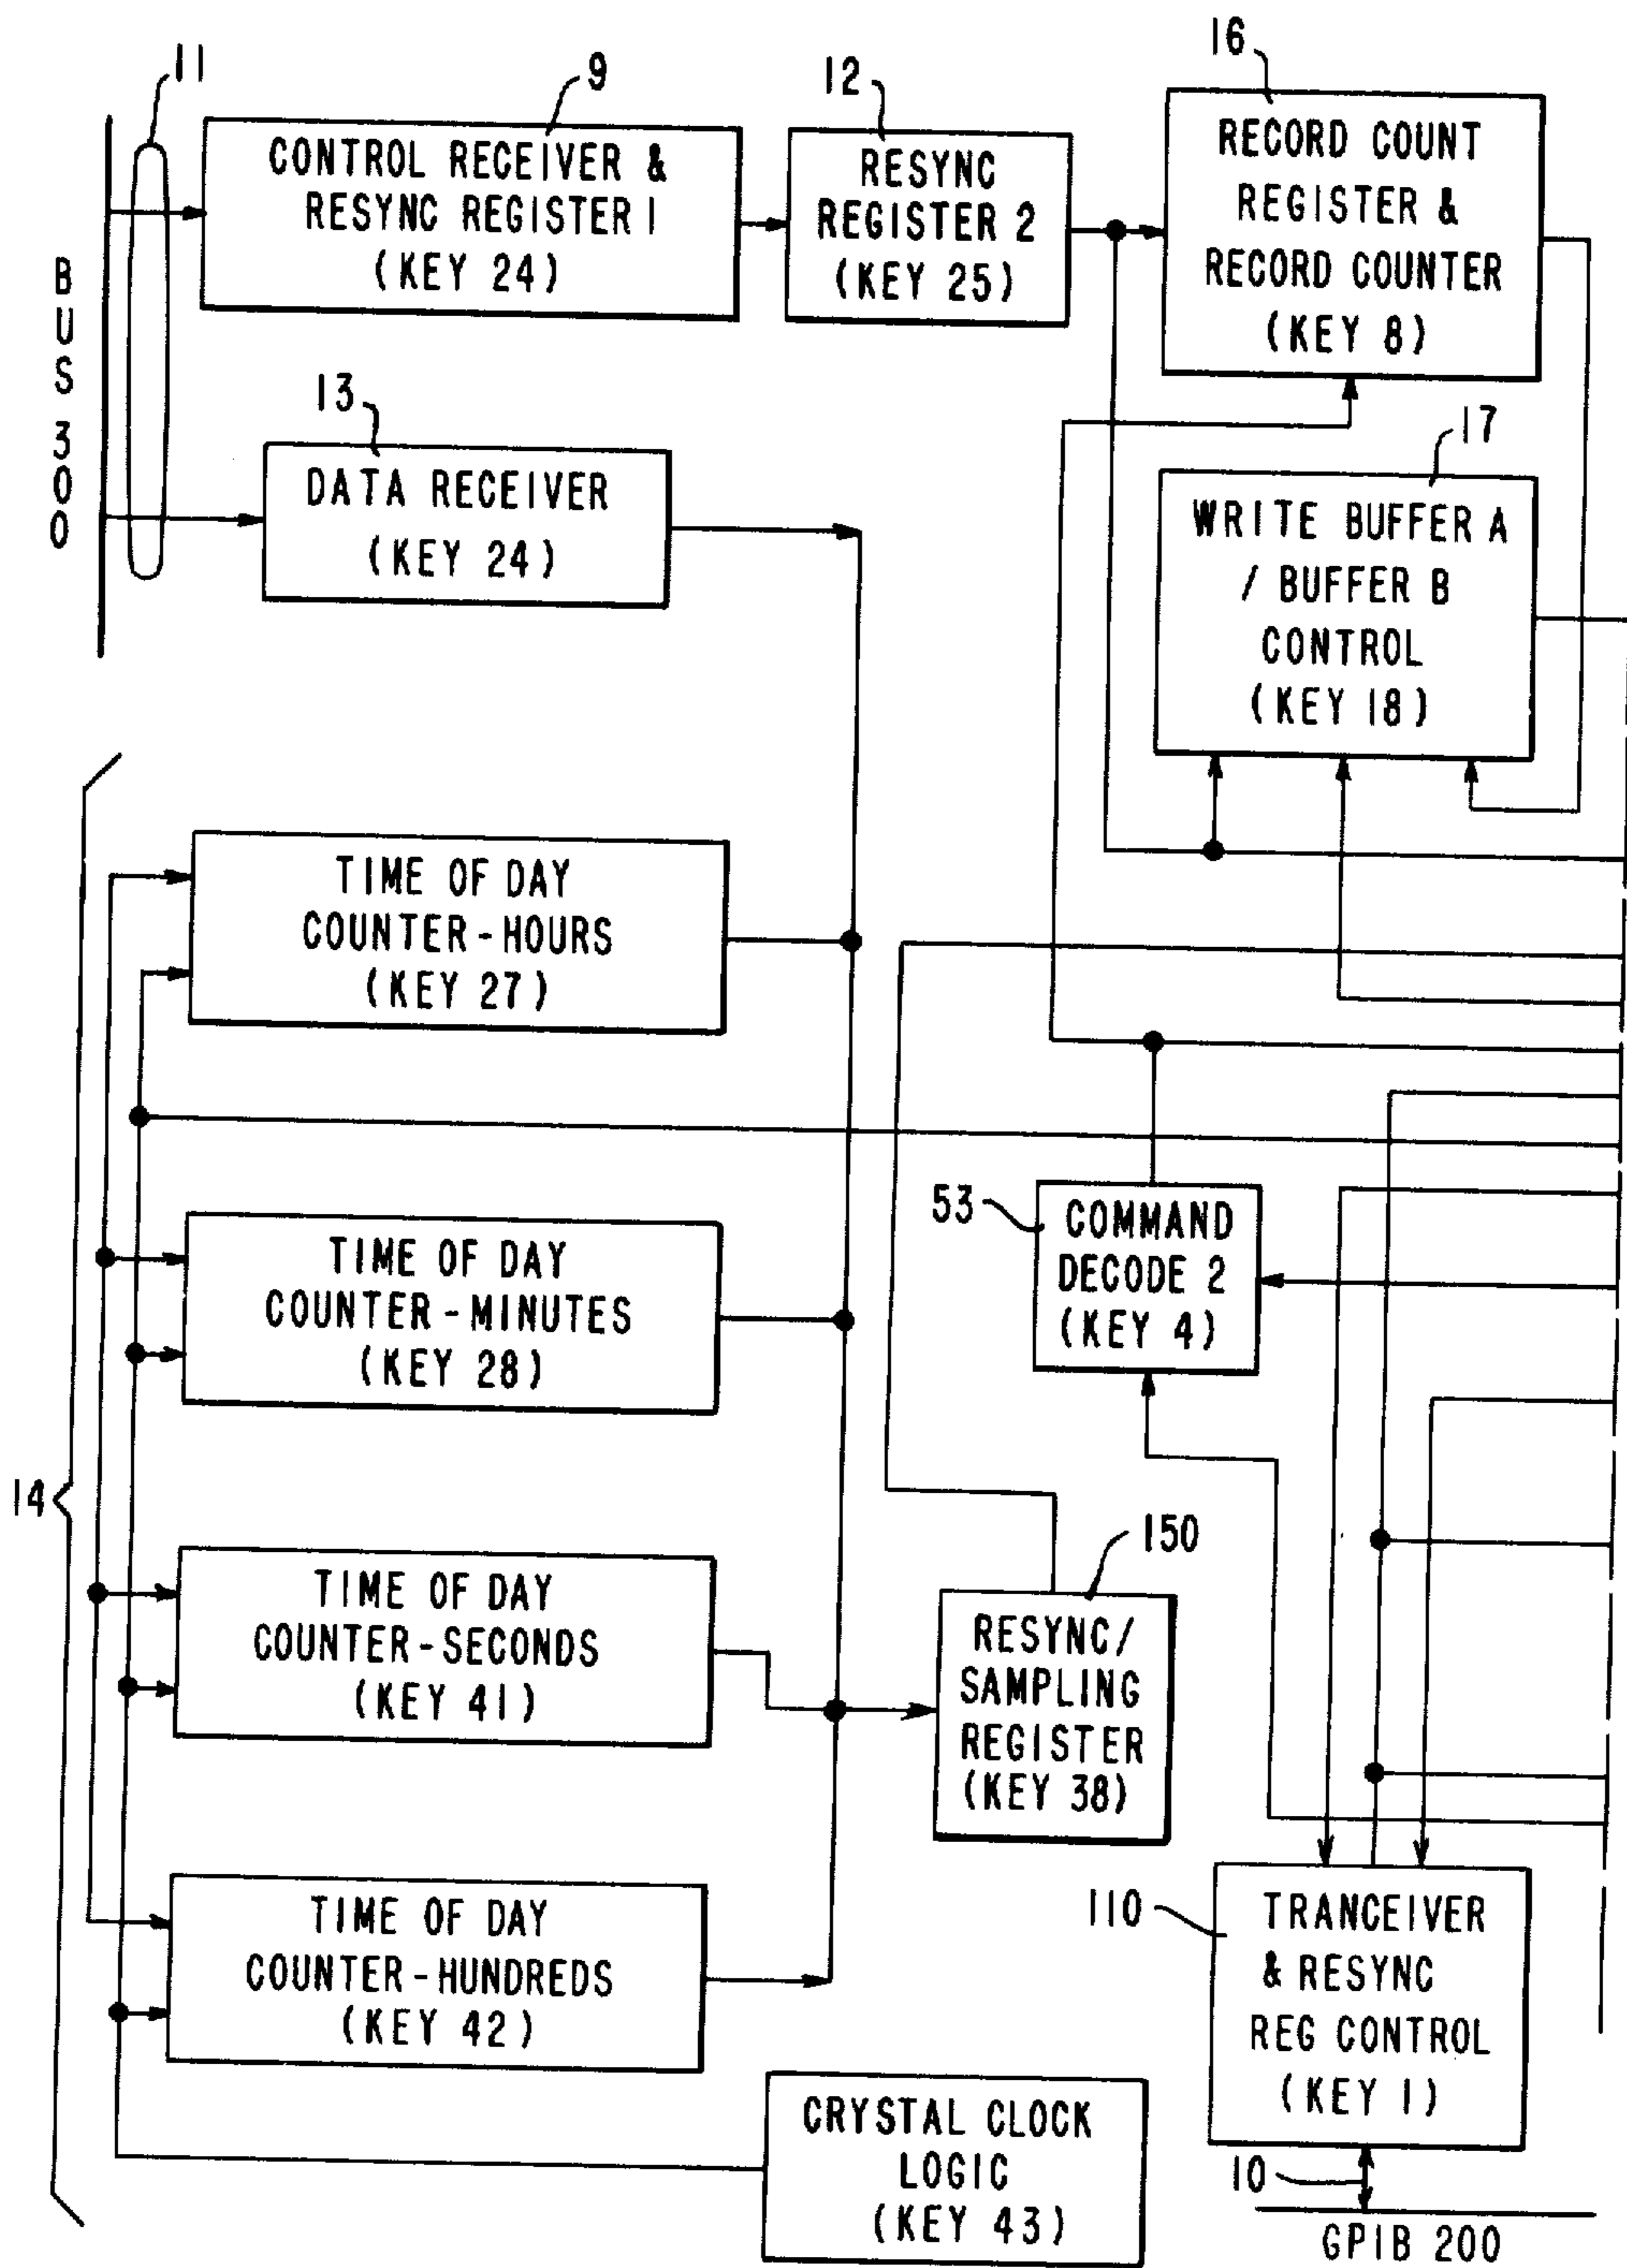 11
9
CONTROL RECEIVER &
RESYNC REGISTER 1
(KEY 24)
12
RESYNC
REGISTER 2
(KEY 25)
16
RECORD COUNT
REGISTER &
RECORD COUNTER
(KEY 8)
BUS 300
13
DATA RECEIVER
(KEY 24)
17
WRITE BUFFER A
/ BUFFER B
CONTROL
(KEY 18)
14
TIME OF DAY
COUNTER-HOURS
(KEY 27)
TIME OF DAY
COUNTER-MINUTES
(KEY 28)
53
COMMAND
DECODE 2
(KEY 4)
TIME OF DAY
COUNTER-SECONDS
(KEY 41)
150
RESYNC/
SAMPLING
REGISTER
(KEY 38)
TIME OF DAY
COUNTER-HUNDREDS
(KEY 42)
110
TRANCEIVER
& RESYNC
REG CONTROL
(KEY 1)
CRYSTAL CLOCK
LOGIC
(KEY 43)
10
GPIB 200